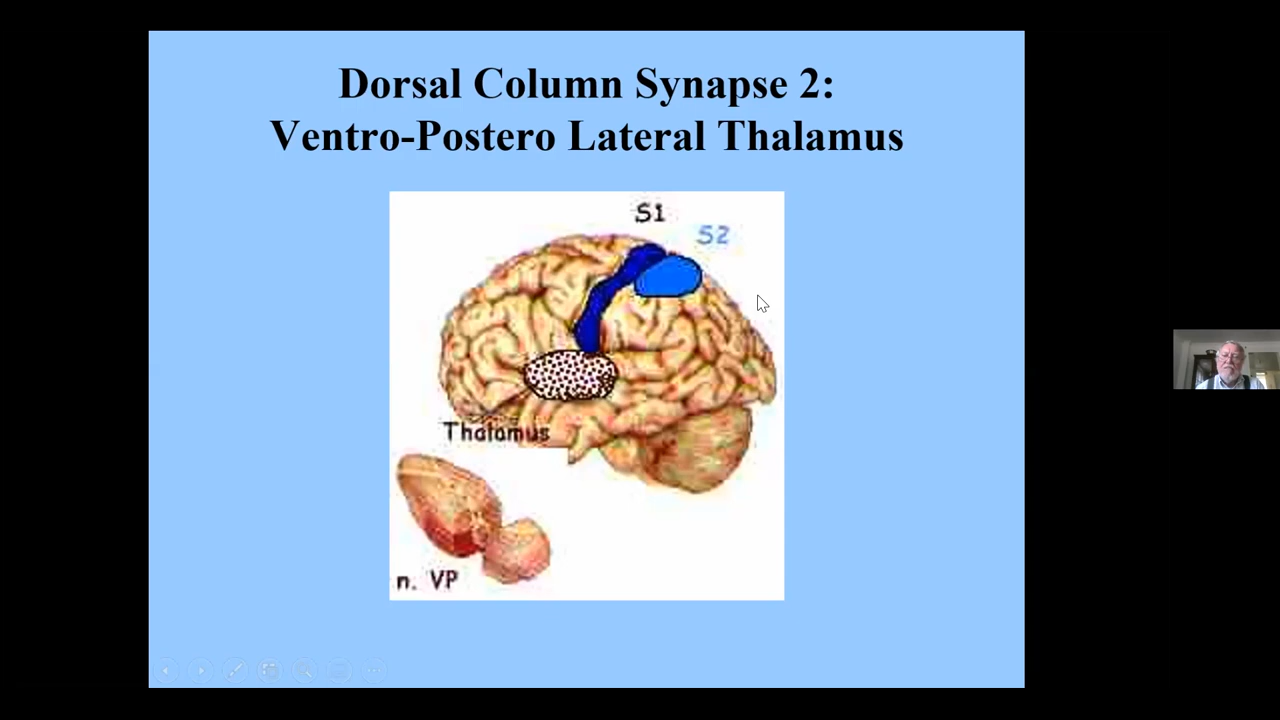 Dorsal Column Synapse 2:
Ventro-Postero Lateral Thalamus
S1
S2
Thalamus
n. VP